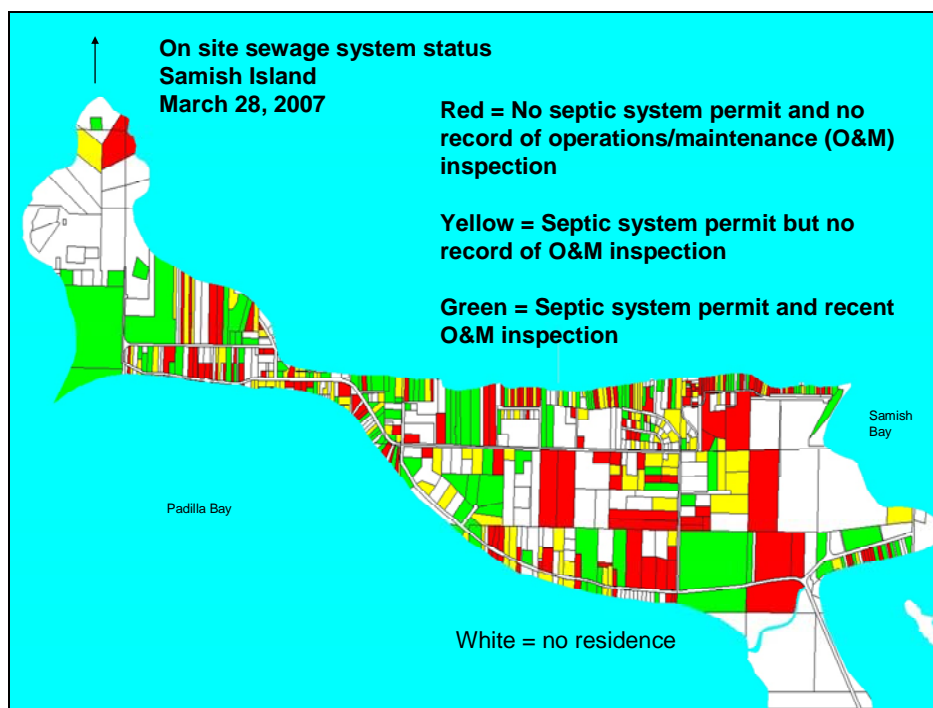 On site sewage system status
Samish Island
March 28, 2007
Red = No septic system permit and no
record of operations/maintenance (O&M)
inspection
Yellow = Septic system permit but no
record of O&M inspection
Green = Septic system permit and recent
O&M inspection
Samish
Bay
Padilla Bay
White = no residence